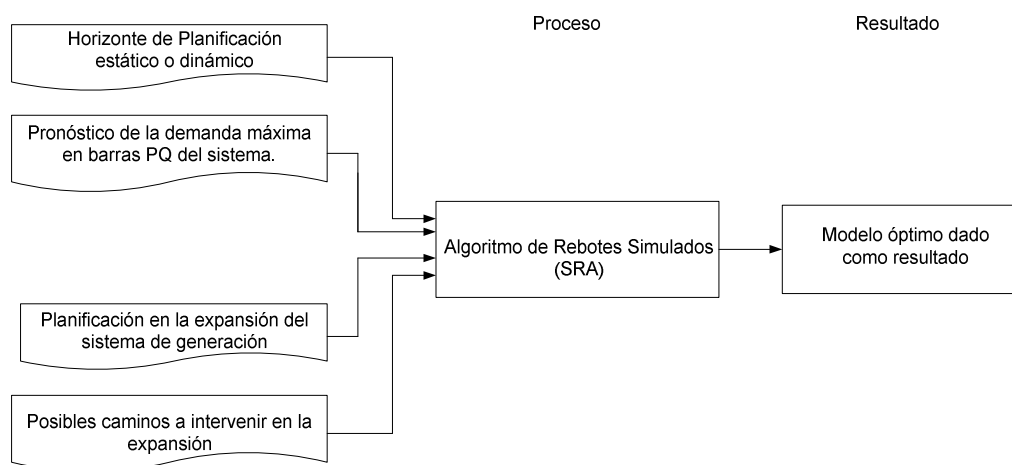 Proceso
Resultado
Horizonte de Planificación
estático o dinámico
Pronóstico de la demanda máxima
en barras PQ del sistema.
Algoritmo de Rebotes Simulados
(SRA)
Modelo óptimo dado
como resultado
Planificación en la expansión del
sistema de generación
Posibles caminos a intervenir en la
expansión